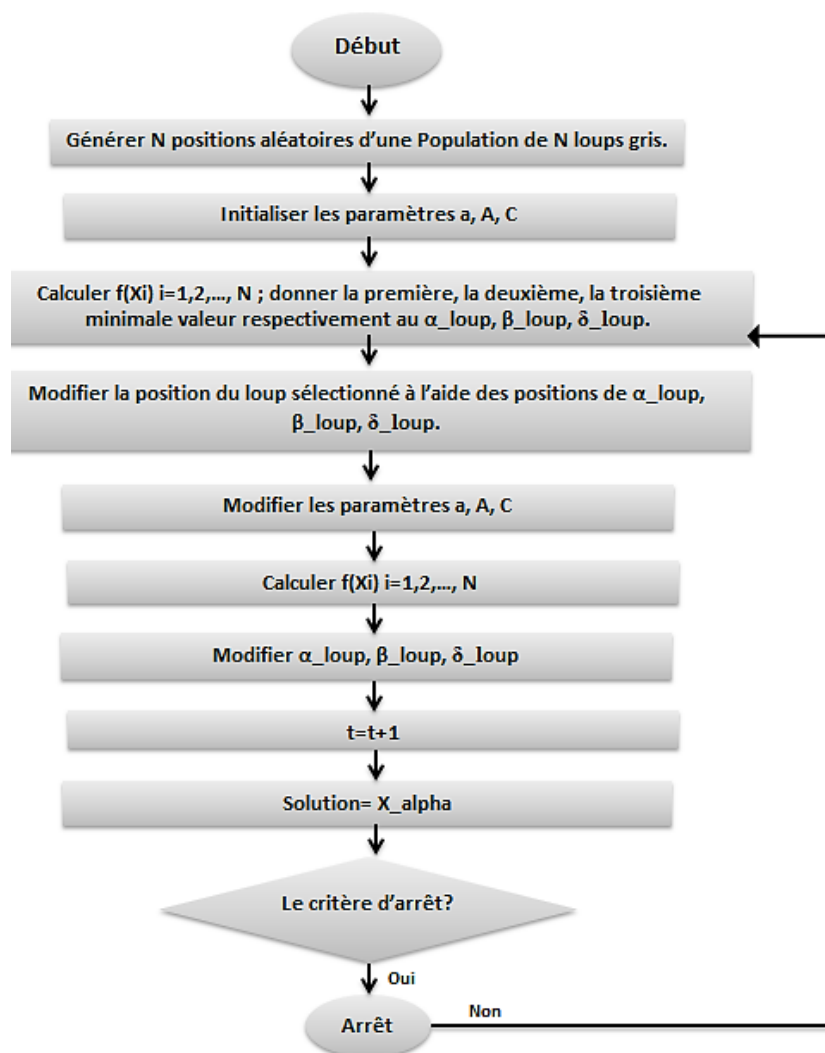 Début
Générer N positions aléatoires d'une Population de N loups gris.
Initialiser les paramètres a, A, C
Calculer f(Xi) i=1,2,..., N ; donner la première, la deuxième, la troisième
minimale valeur respectivement au α_loup, β_loup, δ_loup.
Modifier la position du loup sélectionné à l'aide des positions de α_loup,
β_loup, δ_loup.
Modifier les paramètres a, A, C
Calculer f(Xi) i=1,2,..., N
Modifier α_loup, β_loup, δ_loup
t=t+1
Solution= X_alpha
Le critère d'arrêt?
Oui
Non
Arrêt